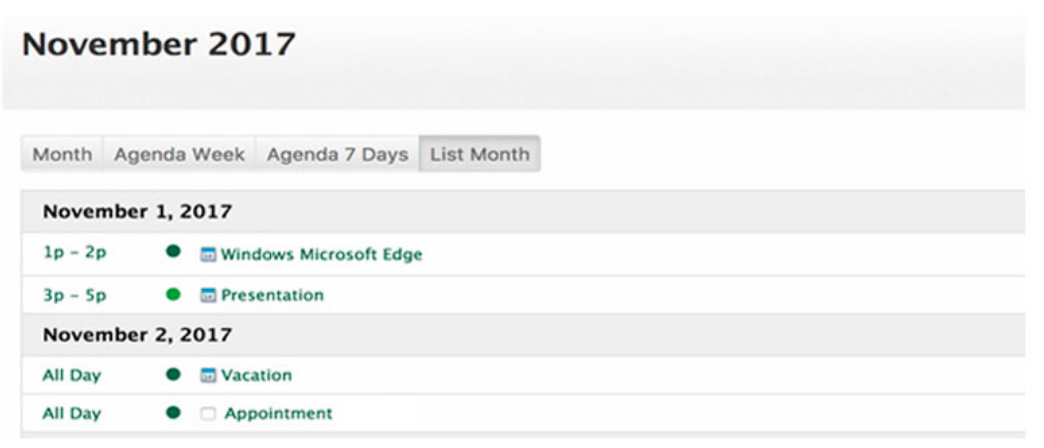 November 2017
Month Agenda Week Agenda 7 Days List Month
November 1, 2017
1p – 2p Windows Microsoft Edge
3p – 5p Presentation
November 2, 2017
All Day Vacation
All Day Appointment